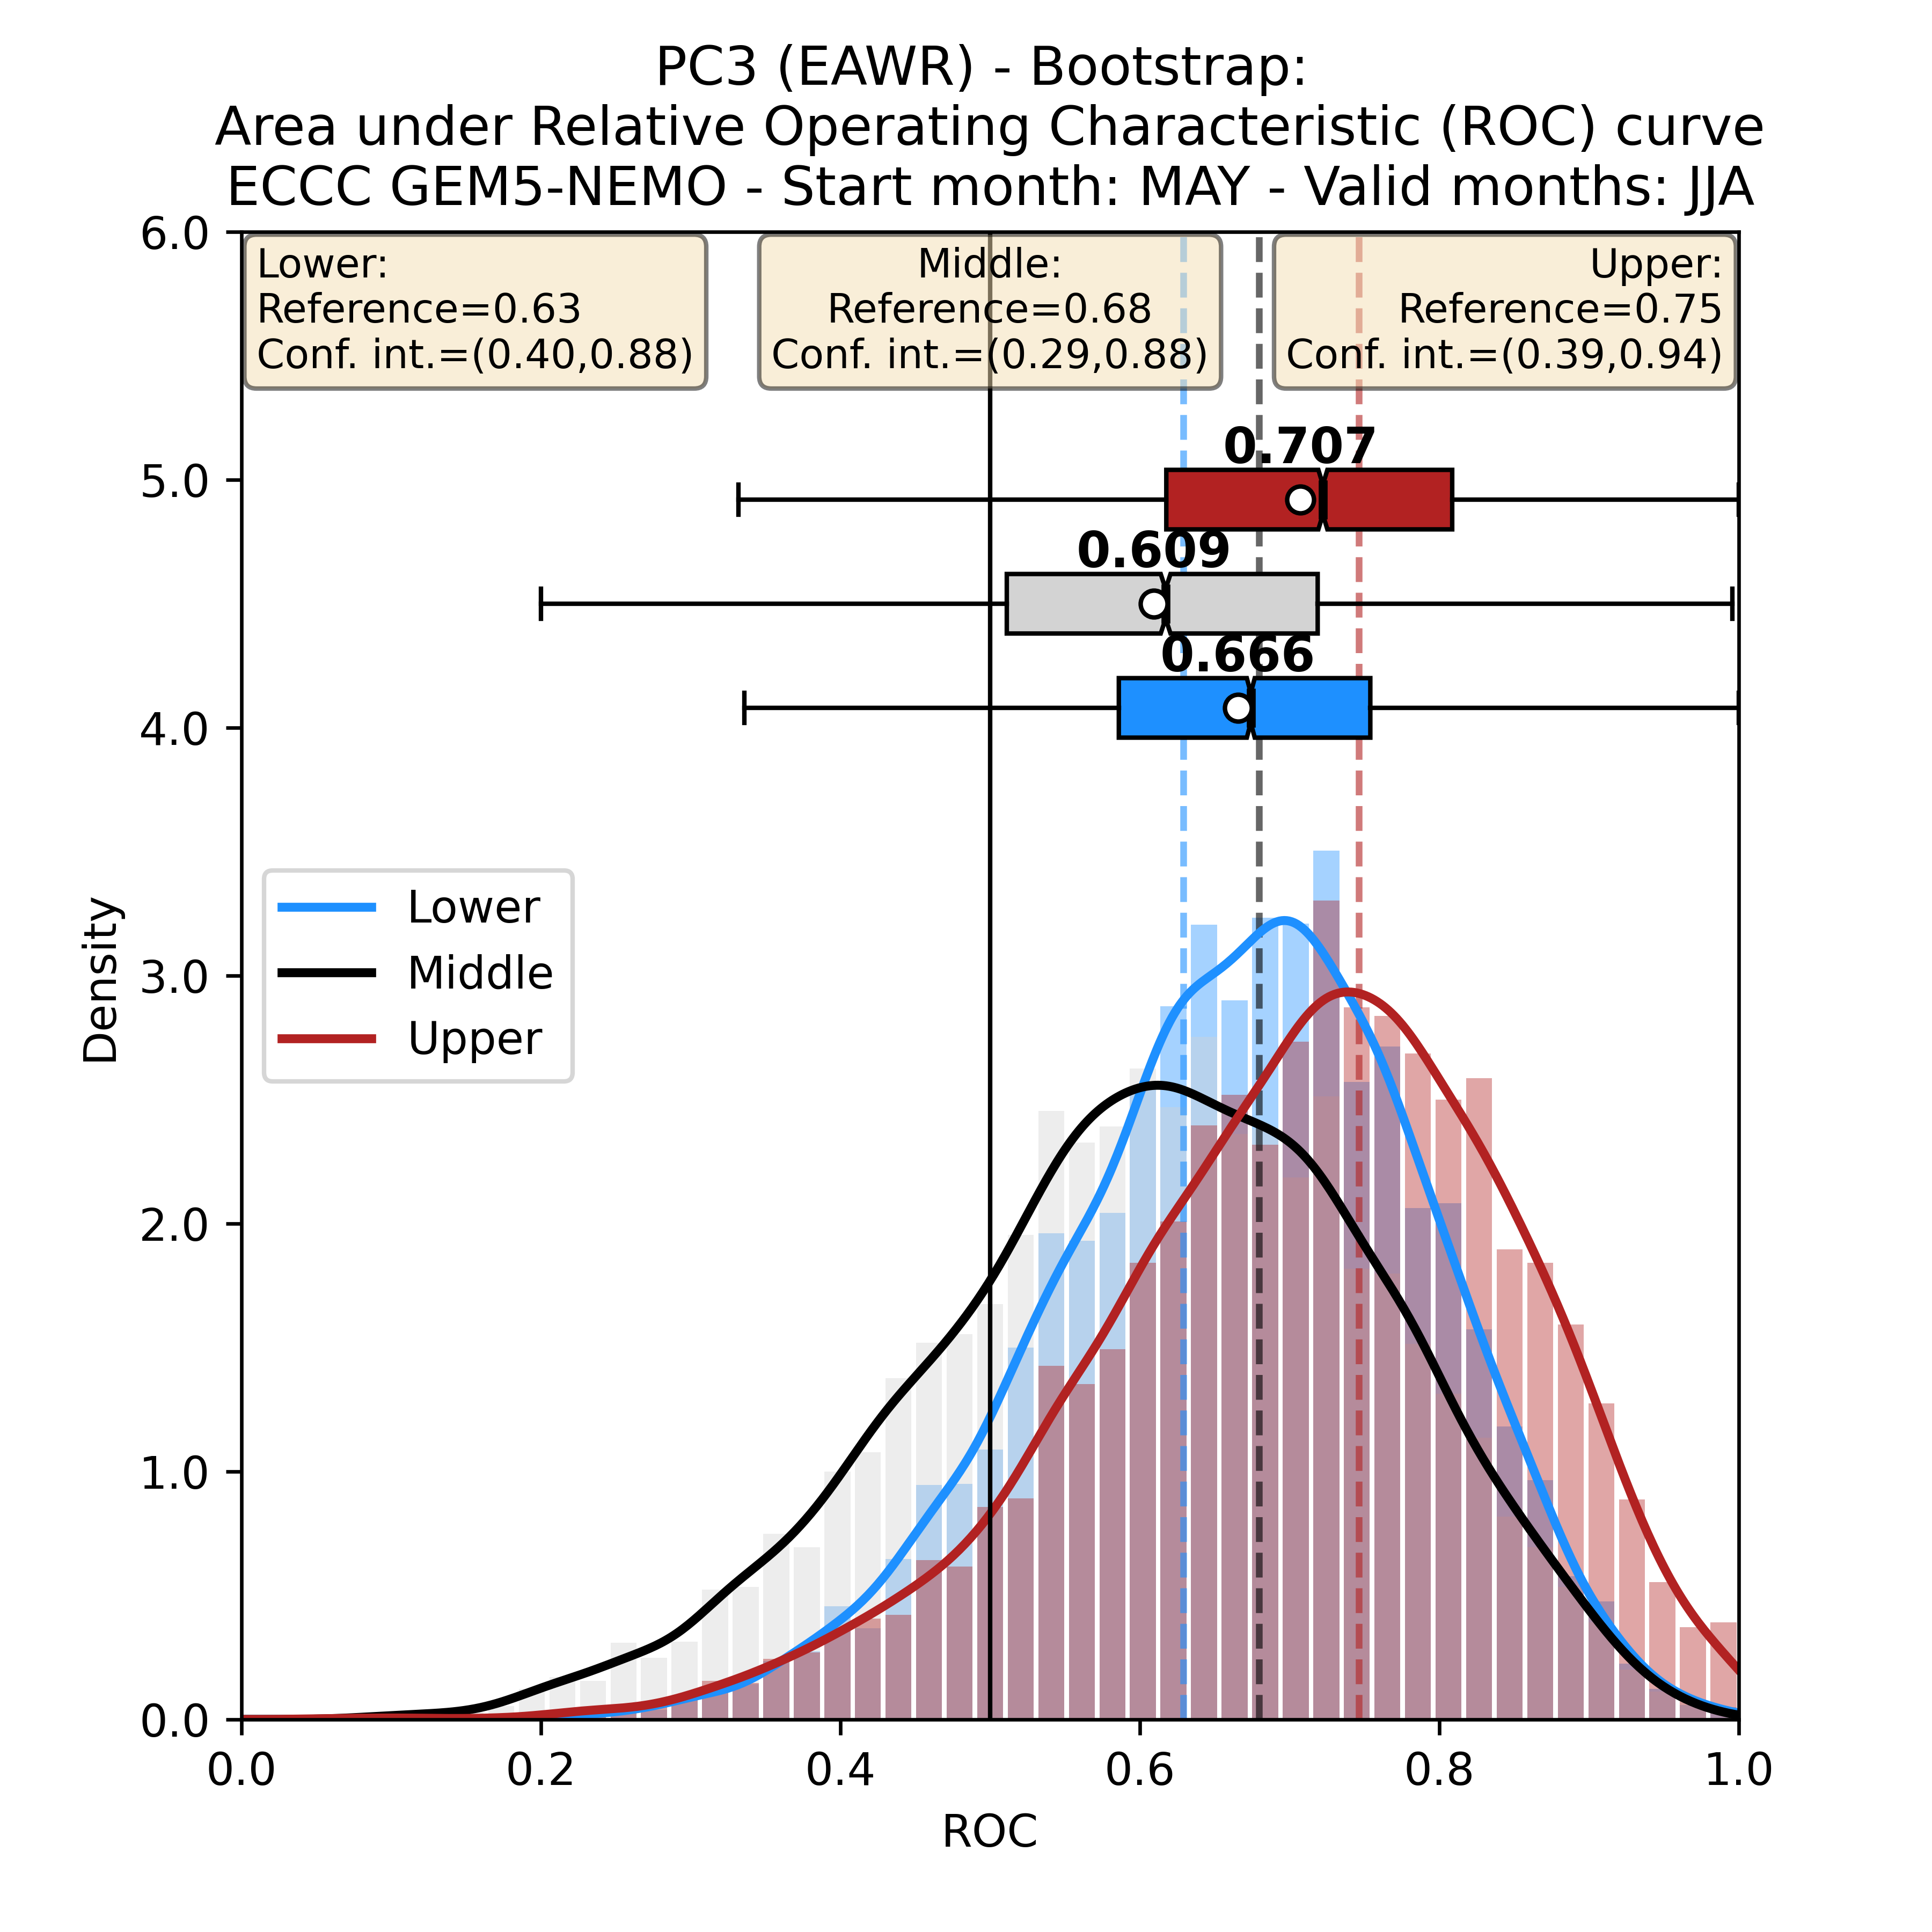 PC3 (EAWR) - Bootstrap:
Area under Relative Operating Characteristic (ROC) curve
ECCC GEM5-NEMO - Start month: MAY - Valid months: JJA
Lower:
Reference=0.63
Conf. int.=(0.40,0.88)
Middle:
Reference=0.68
Conf. int.=(0.29,0.88)
Upper:
Reference=0.75
Conf. int.=(0.39,0.94)
0.707
0.609
0.666
Lower
Middle
Upper
Density
6.0
5.0
4.0
3.0
2.0
1.0
0.0
0.0 0.2 0.4 0.6 0.8 1.0
ROC